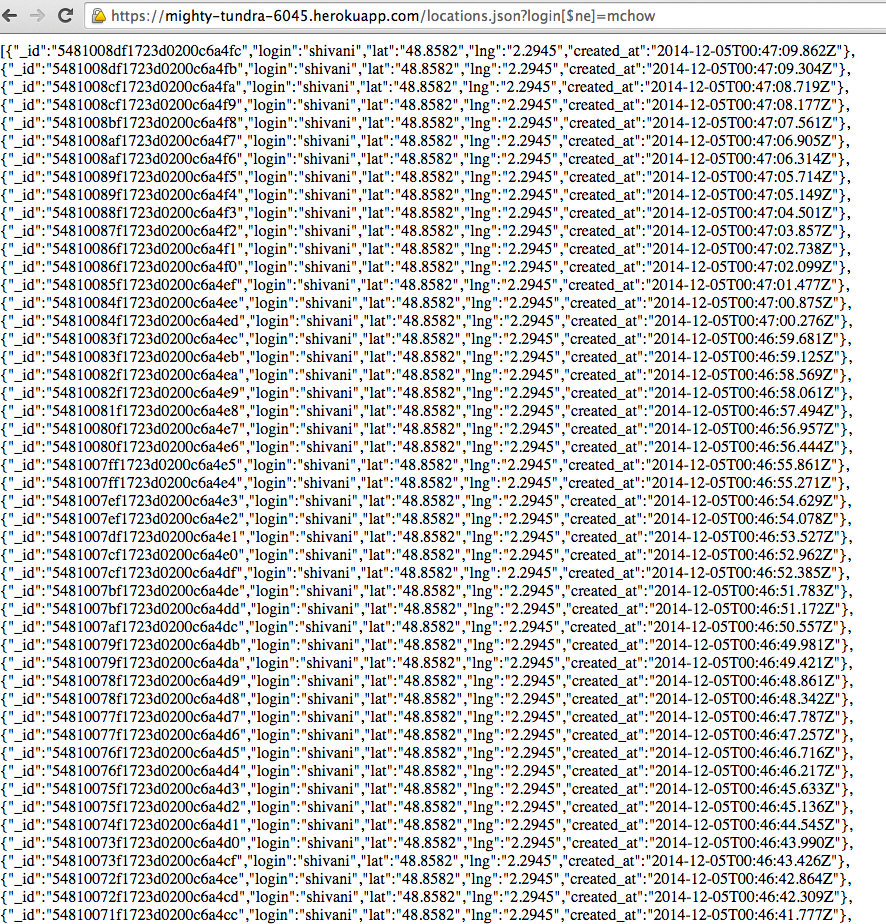 https://mighty-tundra-6045.herokuapp.com/locations.json?login[$ne]=mchow
[{"_id":"5481008df1723d0200c6a4fc","login":"shivani","lat":"48.8582","lng":"2.2945","created_at":"2014-12-05T00:47:09.862Z"},
{"_id":"5481008df1723d0200c6a4fb","login":"shivani","lat":"48.8582","lng":"2.2945","created_at":"2014-12-05T00:47:09.304Z"},
{"_id":"5481008cf1723d0200c6a4fa","login":"shivani","lat":"48.8582","lng":"2.2945","created_at":"2014-12-05T00:47:08.719Z"},
{"_id":"5481008cf1723d0200c6a4f9","login":"shivani","lat":"48.8582","lng":"2.2945","created_at":"2014-12-05T00:47:08.177Z"},
{"_id":"5481008bf1723d0200c6a4f8","login":"shivani","lat":"48.8582","lng":"2.2945","created_at":"2014-12-05T00:47:07.561Z"},
{"_id":"5481008af1723d0200c6a4f7","login":"shivani","lat":"48.8582","lng":"2.2945","created_at":"2014-12-05T00:47:06.905Z"},
{"_id":"5481008af1723d0200c6a4f6","login":"shivani","lat":"48.8582","lng":"2.2945","created_at":"2014-12-05T00:47:06.314Z"},
{"_id":"54810089f1723d0200c6a4f5","login":"shivani","lat":"48.8582","lng":"2.2945","created_at":"2014-12-05T00:47:05.714Z"},
{"_id":"54810089f1723d0200c6a4f4","login":"shivani","lat":"48.8582","lng":"2.2945","created_at":"2014-12-05T00:47:05.149Z"},
{"_id":"54810088f1723d0200c6a4f3","login":"shivani","lat":"48.8582","lng":"2.2945","created_at":"2014-12-05T00:47:04.501Z"},
{"_id":"54810087f1723d0200c6a4f2","login":"shivani","lat":"48.8582","lng":"2.2945","created_at":"2014-12-05T00:47:03.857Z"},
{"_id":"54810086f1723d0200c6a4f1","login":"shivani","lat":"48.8582","lng":"2.2945","created_at":"2014-12-05T00:47:02.738Z"},
{"_id":"54810086f1723d0200c6a4f0","login":"shivani","lat":"48.8582","lng":"2.2945","created_at":"2014-12-05T00:47:02.099Z"},
{"_id":"54810085f1723d0200c6a4ef","login":"shivani","lat":"48.8582","lng":"2.2945","created_at":"2014-12-05T00:47:01.477Z"},
{"_id":"54810084f1723d0200c6a4ee","login":"shivani","lat":"48.8582","lng":"2.2945","created_at":"2014-12-05T00:47:00.875Z"},
{"_id":"54810084f1723d0200c6a4ed","login":"shivani","lat":"48.8582","lng":"2.2945","created_at":"2014-12-05T00:47:00.276Z"},
{"_id":"54810083f1723d0200c6a4ec","login":"shivani","lat":"48.8582","lng":"2.2945","created_at":"2014-12-05T00:46:59.681Z"},
{"_id":"54810083f1723d0200c6a4eb","login":"shivani","lat":"48.8582","lng":"2.2945","created_at":"2014-12-05T00:46:59.125Z"},
{"_id":"54810082f1723d0200c6a4ea","login":"shivani","lat":"48.8582","lng":"2.2945","created_at":"2014-12-05T00:46:58.569Z"},
{"_id":"54810082f1723d0200c6a4e9","login":"shivani","lat":"48.8582","lng":"2.2945","created_at":"2014-12-05T00:46:58.061Z"},
{"_id":"54810081f1723d0200c6a4e8","login":"shivani","lat":"48.8582","lng":"2.2945","created_at":"2014-12-05T00:46:57.494Z"},
{"_id":"54810080f1723d0200c6a4e7","login":"shivani","lat":"48.8582","lng":"2.2945","created_at":"2014-12-05T00:46:56.957Z"},
{"_id":"54810080f1723d0200c6a4e6","login":"shivani","lat":"48.8582","lng":"2.2945","created_at":"2014-12-05T00:46:56.444Z"},
{"_id":"5481007ff1723d0200c6a4e5","login":"shivani","lat":"48.8582","lng":"2.2945","created_at":"2014-12-05T00:46:55.861Z"},
{"_id":"5481007ff1723d0200c6a4e4","login":"shivani","lat":"48.8582","lng":"2.2945","created_at":"2014-12-05T00:46:55.271Z"},
{"_id":"5481007ef1723d0200c6a4e3","login":"shivani","lat":"48.8582","lng":"2.2945","created_at":"2014-12-05T00:46:54.629Z"},
{"_id":"5481007ef1723d0200c6a4e2","login":"shivani","lat":"48.8582","lng":"2.2945","created_at":"2014-12-05T00:46:54.078Z"},
{"_id":"5481007df1723d0200c6a4e1","login":"shivani","lat":"48.8582","lng":"2.2945","created_at":"2014-12-05T00:46:53.527Z"},
{"_id":"5481007cf1723d0200c6a4e0","login":"shivani","lat":"48.8582","lng":"2.2945","created_at":"2014-12-05T00:46:52.962Z"},
{"_id":"5481007cf1723d0200c6a4df","login":"shivani","lat":"48.8582","lng":"2.2945","created_at":"2014-12-05T00:46:52.385Z"},
{"_id":"5481007bf1723d0200c6a4de","login":"shivani","lat":"48.8582","lng":"2.2945","created_at":"2014-12-05T00:46:51.783Z"},
{"_id":"5481007bf1723d0200c6a4dd","login":"shivani","lat":"48.8582","lng":"2.2945","created_at":"2014-12-05T00:46:51.172Z"},
{"_id":"5481007af1723d0200c6a4dc","login":"shivani","lat":"48.8582","lng":"2.2945","created_at":"2014-12-05T00:46:50.557Z"},
{"_id":"54810079f1723d0200c6a4db","login":"shivani","lat":"48.8582","lng":"2.2945","created_at":"2014-12-05T00:46:49.981Z"},
{"_id":"54810079f1723d0200c6a4da","login":"shivani","lat":"48.8582","lng":"2.2945","created_at":"2014-12-05T00:46:49.421Z"},
{"_id":"54810078f1723d0200c6a4d9","login":"shivani","lat":"48.8582","lng":"2.2945","created_at":"2014-12-05T00:46:48.861Z"},
{"_id":"54810078f1723d0200c6a4d8","login":"shivani","lat":"48.8582","lng":"2.2945","created_at":"2014-12-05T00:46:48.342Z"},
{"_id":"54810077f1723d0200c6a4d7","login":"shivani","lat":"48.8582","lng":"2.2945","created_at":"2014-12-05T00:46:47.787Z"},
{"_id":"54810077f1723d0200c6a4d6","login":"shivani","lat":"48.8582","lng":"2.2945","created_at":"2014-12-05T00:46:47.257Z"},
{"_id":"54810076f1723d0200c6a4d5","login":"shivani","lat":"48.8582","lng":"2.2945","created_at":"2014-12-05T00:46:46.716Z"},
{"_id":"54810076f1723d0200c6a4d4","login":"shivani","lat":"48.8582","lng":"2.2945","created_at":"2014-12-05T00:46:46.217Z"},
{"_id":"54810075f1723d0200c6a4d3","login":"shivani","lat":"48.8582","lng":"2.2945","created_at":"2014-12-05T00:46:45.633Z"},
{"_id":"54810075f1723d0200c6a4d2","login":"shivani","lat":"48.8582","lng":"2.2945","created_at":"2014-12-05T00:46:45.136Z"},
{"_id":"54810074f1723d0200c6a4d1","login":"shivani","lat":"48.8582","lng":"2.2945","created_at":"2014-12-05T00:46:44.545Z"},
{"_id":"54810073f1723d0200c6a4d0","login":"shivani","lat":"48.8582","lng":"2.2945","created_at":"2014-12-05T00:46:43.990Z"},
{"_id":"54810073f1723d0200c6a4cf","login":"shivani","lat":"48.8582","lng":"2.2945","created_at":"2014-12-05T00:46:43.426Z"},
{"_id":"54810072f1723d0200c6a4ce","login":"shivani","lat":"48.8582","lng":"2.2945","created_at":"2014-12-05T00:46:42.864Z"},
{"_id":"54810072f1723d0200c6a4cd","login":"shivani","lat":"48.8582","lng":"2.2945","created_at":"2014-12-05T00:46:42.309Z"},
{"_id":"54810071f1723d0200c6a4cc","login":"shivani","lat":"48.8582","lng":"2.2945","created_at":"2014-12-05T00:46:41.777Z"},